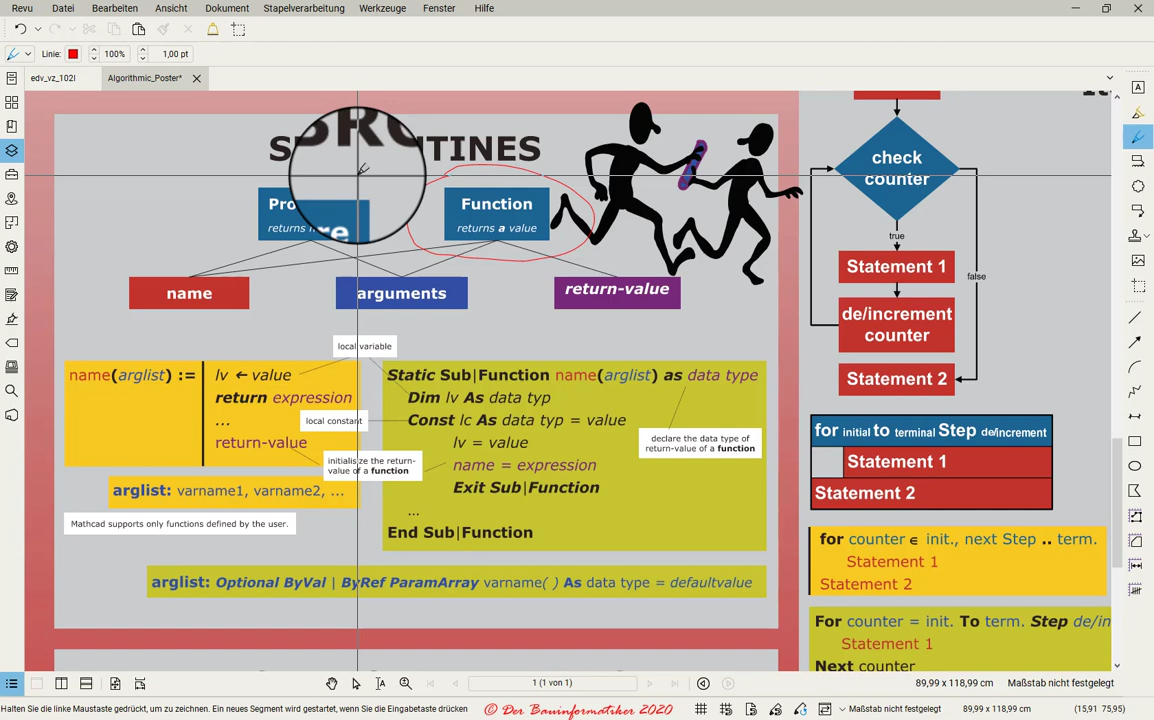 Revu Datei Bearbeiten Ansicht Dokument Stapelverarbeitung Werkzeuge Fenster Hilfe
Linie: 100% 1,00 pt
edv_vz_102l Algorithmic_Poster*
TINES
Function
returns a value
returns
name
arguments
return-value
local variable
name(arglist) :=
lv ← value
return expression
...
return-value
local constant
initialise the return-
value of a function
arglist: varname1, varname2, ...
Mathcad supports only functions defined by the user.
Static Sub|Function name(arglist) as data type
Dim lv As data typ
Const lc As data typ = value
lv = value
name = expression
Exit Sub|Function
...
End Sub|Function
declare the data type of
return-value of a function
arglist: Optional ByVal | ByRef ParamArray varname( ) As data type = defaultvalue
check
counter
true
false
Statement 1
de/increment
counter
Statement 2
for initial to terminal Step de/increment
Statement 1
Statement 2
for counter ∈ init., next Step .. term.
Statement 1
Statement 2
For counter = init. To term. Step de/in
Statement 1
Next counter
1 (1 von 1)
89,99 x 118,99 cm Maßstab nicht festgelegt
Halten Sie die linke Maustaste gedrückt, um zu zeichnen. Ein neues Segment wird gestartet, wenn Sie die Eingabetaste drücken
© Der Bauinformatiker 2020
Maßstab nicht festgelegt 89,99 x 118,99 cm (15,91 75,95)